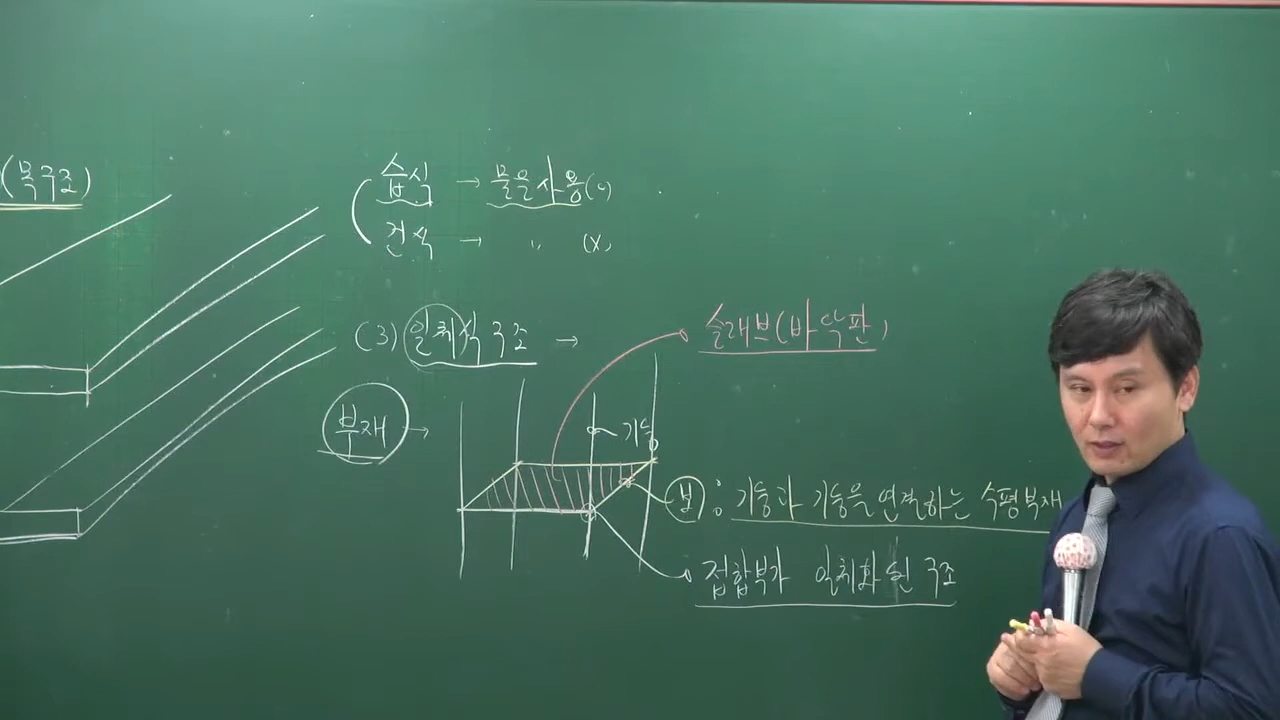 (목구조)
습식 → 물을사용(○)
건식 → 〃 (X)
(3) 일체식 구조 →
슬래브(바닥판)
부재 →
기둥
보 : 기둥과 기둥을 연결하는 수평부재
접합부가 일체화 된 구조